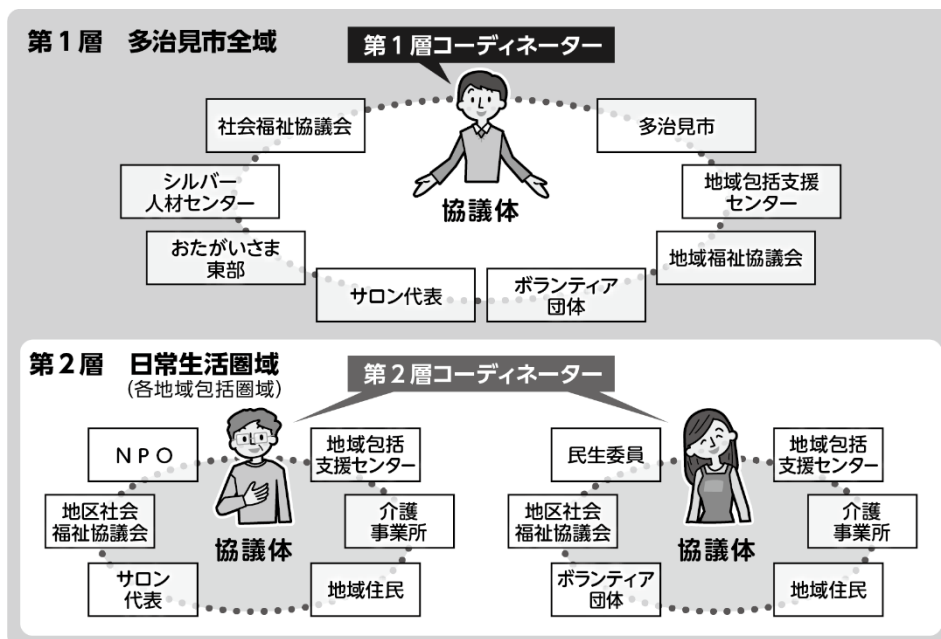 第1層 多治見市全域
第1層コーディネーター
社会福祉協議会
多治見市
シルバー
人材センター
地域包括支援
センター
協議体
おたがいさま
東部
地域福祉協議会
サロン代表
ボランティア
団体
第2層 日常生活圏域
(各地域包括圏域)
第2層コーディネーター
NPO
地域包括
支援センター
地区社会
福祉協議会
介護
事業所
協議体
サロン
代表
地域住民
民生委員
地域包括
支援センター
地区社会
福祉協議会
介護
事業所
協議体
ボランティア
団体
地域住民